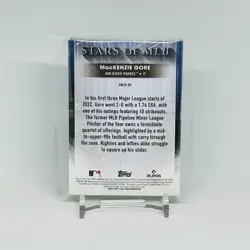 STARS OF MLB
MacKENZIE GORE
SAN DIEGO PADRES • P
In his first three Major League starts of
2022, Gore went 2-0 with a 1.76 ERA, with
one of his outings featuring 10 strikeouts.
The former MLB Pipeline Minor League
Pitcher of the Year owns a formidable
quartet of offerings, highlighted by a mid-
to-upper-90s football with carry through
the zone. Righties and lefties alike struggle
to square up his slider.
PLAYERS